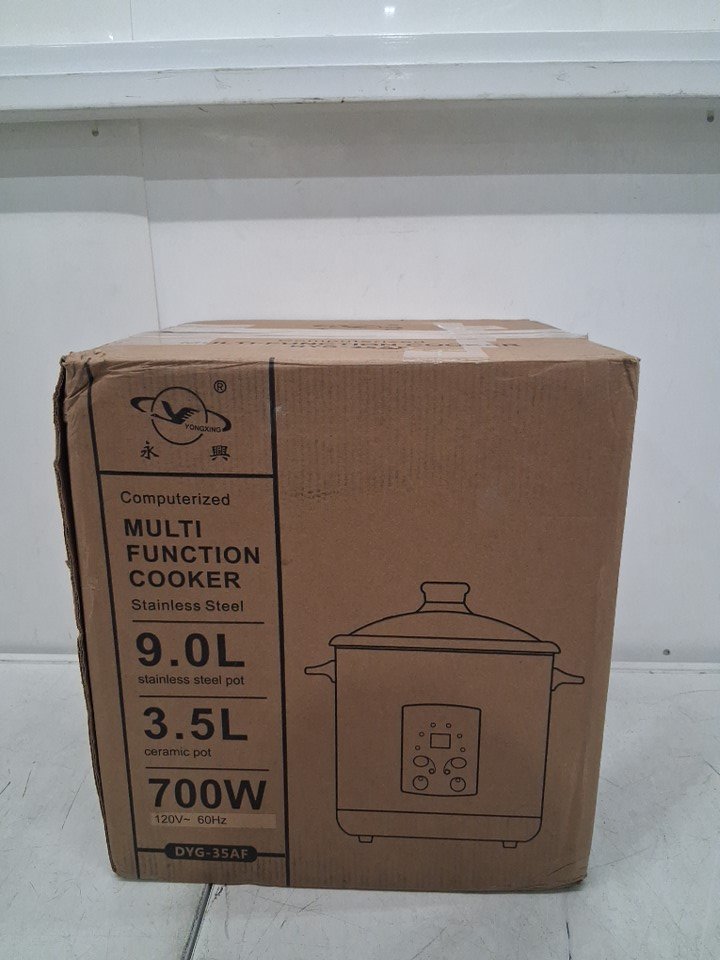 ®
YONGXING
永 興
Computerized
MULTI
FUNCTION
COOKER
Stainless Steel
9.0L
stainless steel pot
3.5L
ceramic pot
700W
120V~ 60Hz
DYG-35AF